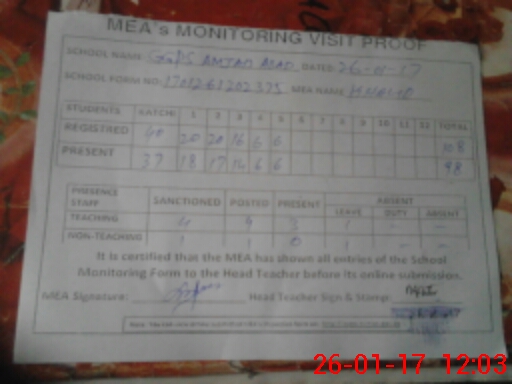 MEA's MONITORING VISIT PROOF
SCHOOL NAME: GGPS AMJAD ABAD DATED: 26-01-17
SCHOOL FORM NO: MEA NAME
STUDENTS KATCHI 1 2 3 4 5 6 7 8 9 10 11 12 TOTAL
REGISTRED 40 20 20 16 6 6 108
PRESENT 37 18 17 6 6 98
PRESENCE STAFF SANCTIONED POSTED PRESENT ABSENT
LEAVE DUTY ABSENT
TEACHING 4 4 3 1 - -
NON-TEACHING 1 1 0 1 - -
It is certified that the MEA has shown all entries of the School
Monitoring Form to the Head Teacher before its online submission.
MEA Signature: Head Teacher Sign & Stamp:
26-01-17 12:03